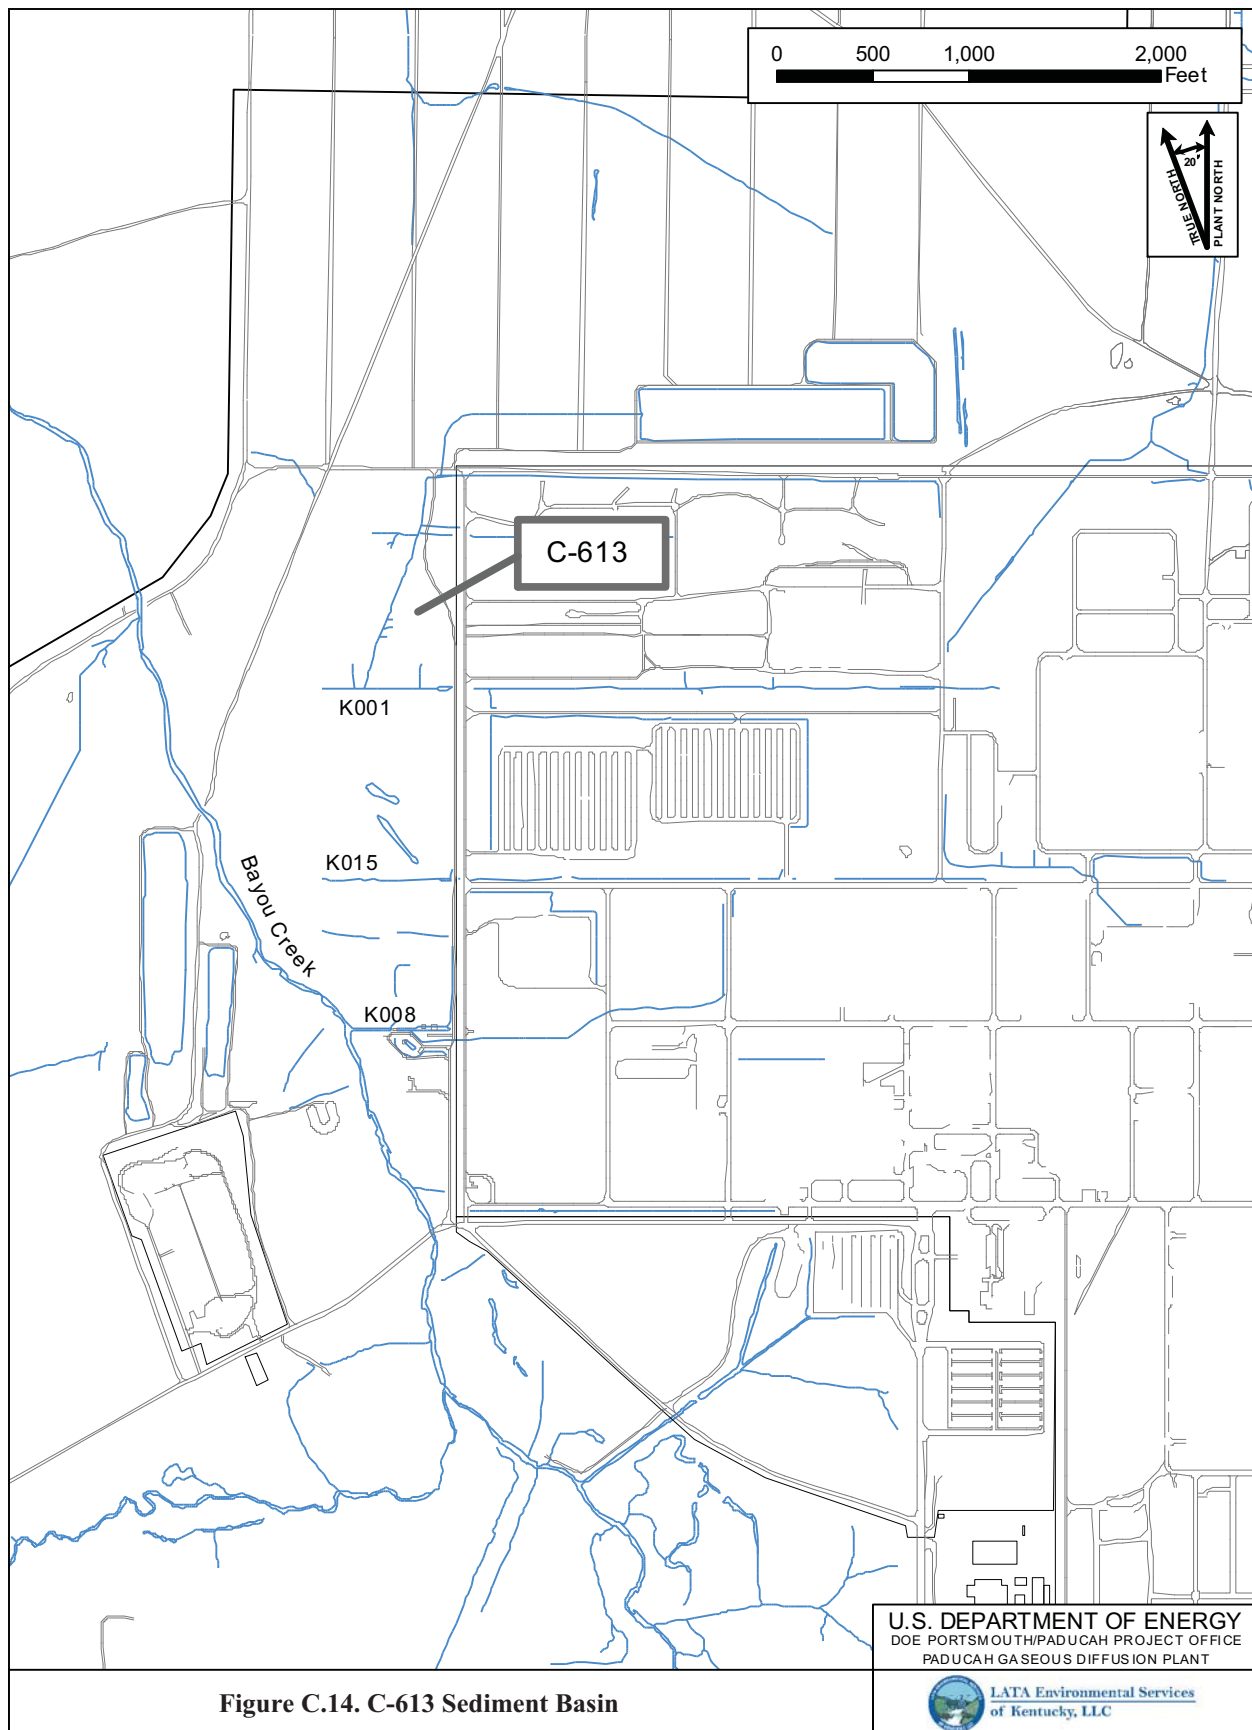 0 500 1,000 2,000
Feet
20°
TRUE NORTH
PLANT NORTH
C-613
K001
K015
Bayou Creek
K008
U.S. DEPARTMENT OF ENERGY
DOE PORTSMOUTH/PADUCAH PROJECT OFFICE
PADUCAH GASEOUS DIFFUSION PLANT
Figure C.14. C-613 Sediment Basin
LATA Environmental Services
of Kentucky, LLC